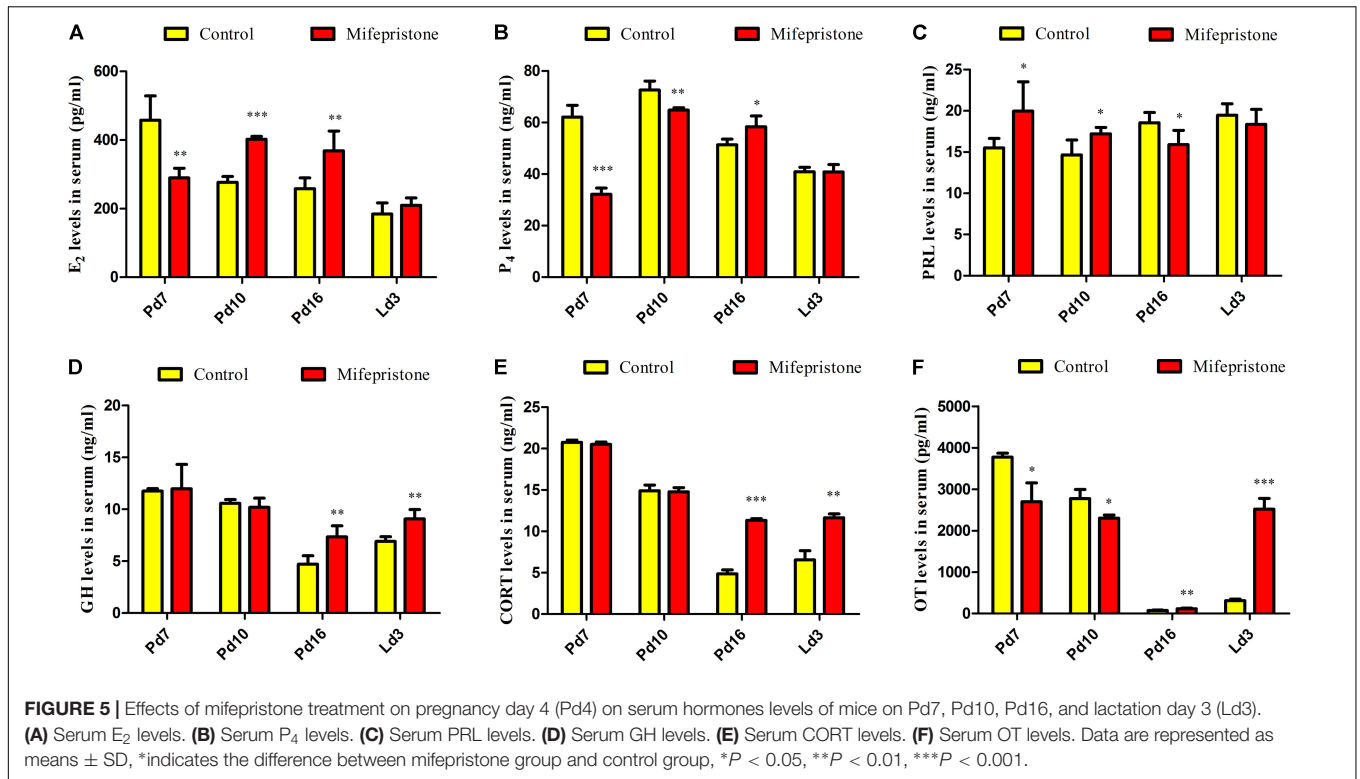 A
Control Mifepristone
E2 levels in serum (pg/ml)
600
400
200
0
**
***
**
Pd7 Pd10 Pd16 Ld3
B
Control Mifepristone
P4 levels in serum (ng/ml)
80
60
40
20
0
***
**
*
Pd7 Pd10 Pd16 Ld3
C
Control Mifepristone
PRL levels in serum (ng/ml)
25
20
15
10
5
0
*
*
*
Pd7 Pd10 Pd16 Ld3
D
Control Mifepristone
GH levels in serum (ng/ml)
15
10
5
0
**
**
Pd7 Pd10 Pd16 Ld3
E
Control Mifepristone
CORT levels in serum (ng/ml)
25
20
15
10
5
0
***
**
Pd7 Pd10 Pd16 Ld3
F
Control Mifepristone
OT levels in serum (pg/ml)
5000
4000
3000
2000
1000
0
*
*
**
***
Pd7 Pd10 Pd16 Ld3
FIGURE 5 | Effects of mifepristone treatment on pregnancy day 4 (Pd4) on serum hormones levels of mice on Pd7, Pd10, Pd16, and lactation day 3 (Ld3).
(A) Serum E2 levels. (B) Serum P4 levels. (C) Serum PRL levels. (D) Serum GH levels. (E) Serum CORT levels. (F) Serum OT levels. Data are represented as
means ± SD, *indicates the difference between mifepristone group and control group, *P < 0.05, **P < 0.01, ***P < 0.001.